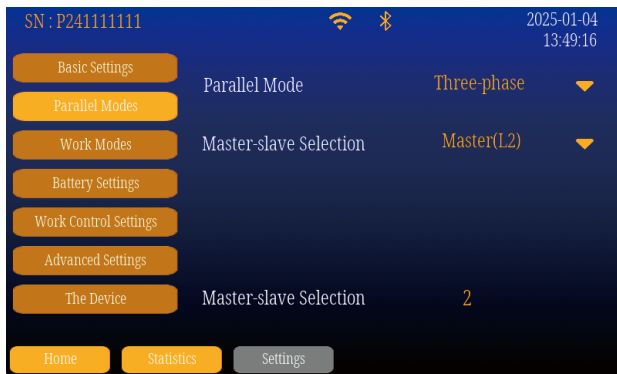 SN : P241111111
2025-01-04
13:49:16
Basic Settings
Parallel Modes
Work Modes
Battery Settings
Work Control Settings
Advanced Settings
The Device
Parallel Mode
Three-phase
Master-slave Selection
Master(L2)
Master-slave Selection
2
Home
Statistics
Settings